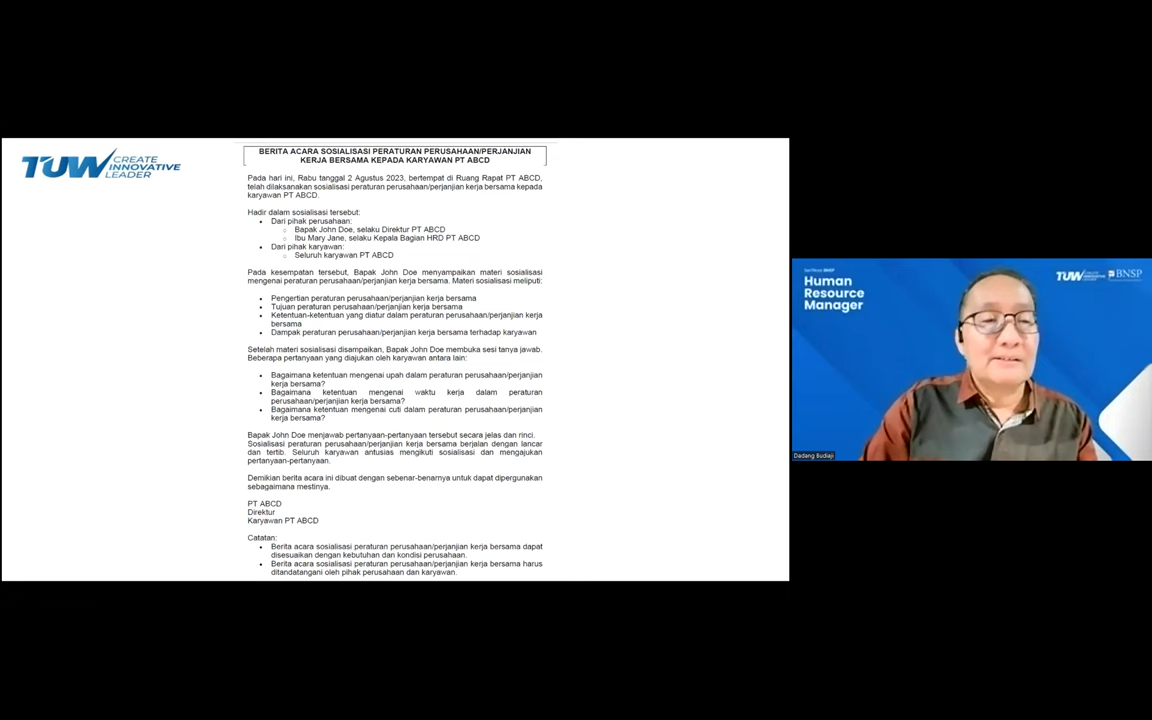 TUW CREATE
INNOVATIVE
LEADER
BERITA ACARA SOSIALISASI PERATURAN PERUSAHAAN/PERJANJIAN
KERJA BERSAMA KEPADA KARYAWAN PT ABCD
Pada hari ini, Rabu tanggal 2 Agustus 2023, bertempat di Ruang Rapat PT ABCD,
telah dilaksanakan sosialisasi peraturan perusahaan/perjanjian kerja bersama kepada
karyawan PT ABCD.
Hadir dalam sosialisasi tersebut:
• Dari pihak perusahaan:
○ Bapak John Doe, selaku Direktur PT ABCD
○ Ibu Mary Jane, selaku Kepala Bagian HRD PT ABCD
• Dari pihak karyawan:
○ Seluruh karyawan PT ABCD
Pada kesempatan tersebut, Bapak John Doe menyampaikan materi sosialisasi
mengenai peraturan perusahaan/perjanjian kerja bersama. Materi sosialisasi meliputi:
• Pengertian peraturan perusahaan/perjanjian kerja bersama
• Tujuan peraturan perusahaan/perjanjian kerja bersama
• Ketentuan-ketentuan yang diatur dalam peraturan perusahaan/perjanjian kerja
bersama
• Dampak peraturan perusahaan/perjanjian kerja bersama terhadap karyawan
Setelah materi sosialisasi disampaikan, Bapak John Doe membuka sesi tanya jawab.
Beberapa pertanyaan yang diajukan oleh karyawan antara lain:
• Bagaimana ketentuan mengenai upah dalam peraturan perusahaan/perjanjian
kerja bersama?
• Bagaimana ketentuan mengenai waktu kerja dalam peraturan
perusahaan/perjanjian kerja bersama?
• Bagaimana ketentuan mengenai cuti dalam peraturan perusahaan/perjanjian
kerja bersama?
Bapak John Doe menjawab pertanyaan-pertanyaan tersebut secara jelas dan rinci.
Sosialisasi peraturan perusahaan/perjanjian kerja bersama berjalan dengan lancar
dan tertib. Seluruh karyawan antusias mengikuti sosialisasi dan mengajukan
pertanyaan-pertanyaan.
Demikian berita acara ini dibuat dengan sebenar-benarnya untuk dapat dipergunakan
sebagaimana mestinya.
PT ABCD
Direktur
Karyawan PT ABCD
Catatan:
• Berita acara sosialisasi peraturan perusahaan/perjanjian kerja bersama dapat
disesuaikan dengan kebutuhan dan kondisi perusahaan.
• Berita acara sosialisasi peraturan perusahaan/perjanjian kerja bersama harus
ditandatangani oleh pihak perusahaan dan karyawan.
Sertifikasi BNSP
Human
Resource
Manager
TUW CREATE
INNOVATIVE
LEADER
BNSP
Dadang Budiaji